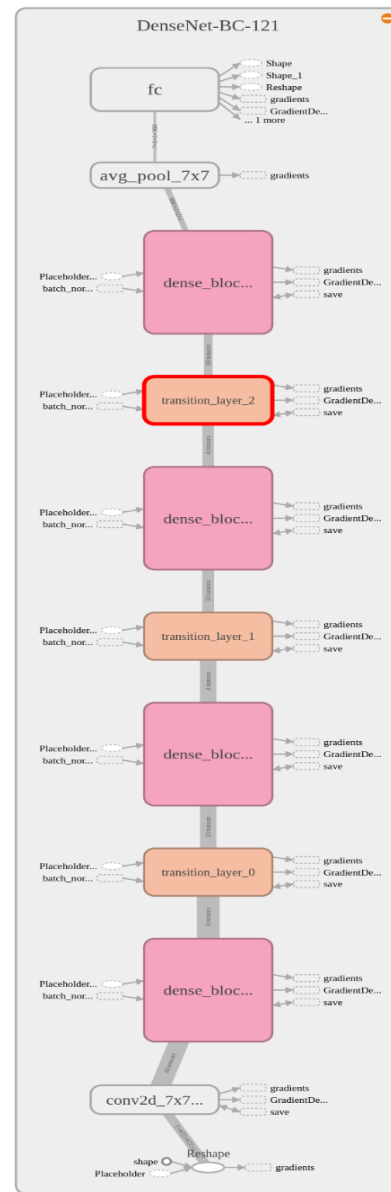 DenseNet-BC-121
fc
Shape
Shape_1
Reshape
gradients
GradientDe...
... 1 more
avg_pool_7x7
gradients
Placeholder...
batch_nor...
dense_bloc...
gradients
GradientDe...
save
Placeholder...
batch_nor...
transition_layer_2
gradients
GradientDe...
save
Placeholder...
batch_nor...
dense_bloc...
gradients
GradientDe...
save
Placeholder...
batch_nor...
transition_layer_1
gradients
GradientDe...
save
Placeholder...
batch_nor...
dense_bloc...
gradients
GradientDe...
save
Placeholder...
batch_nor...
transition_layer_0
gradients
GradientDe...
save
Placeholder...
batch_nor...
dense_bloc...
gradients
GradientDe...
save
conv2d_7x7...
gradients
GradientDe...
save
Reshape
shape
Placeholder
gradients